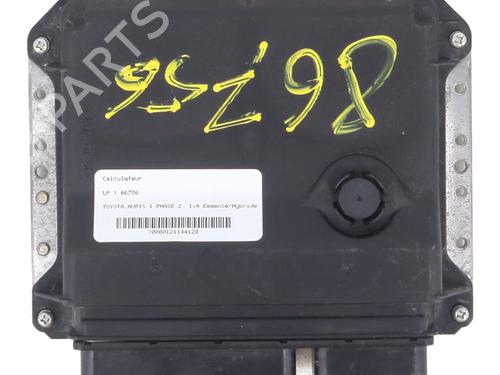 86756
Calculateur
LP 1 86756
TOYOTA AURIS I PHASE 2 1.8 Essence/Hybride
70000121144120
PARTS